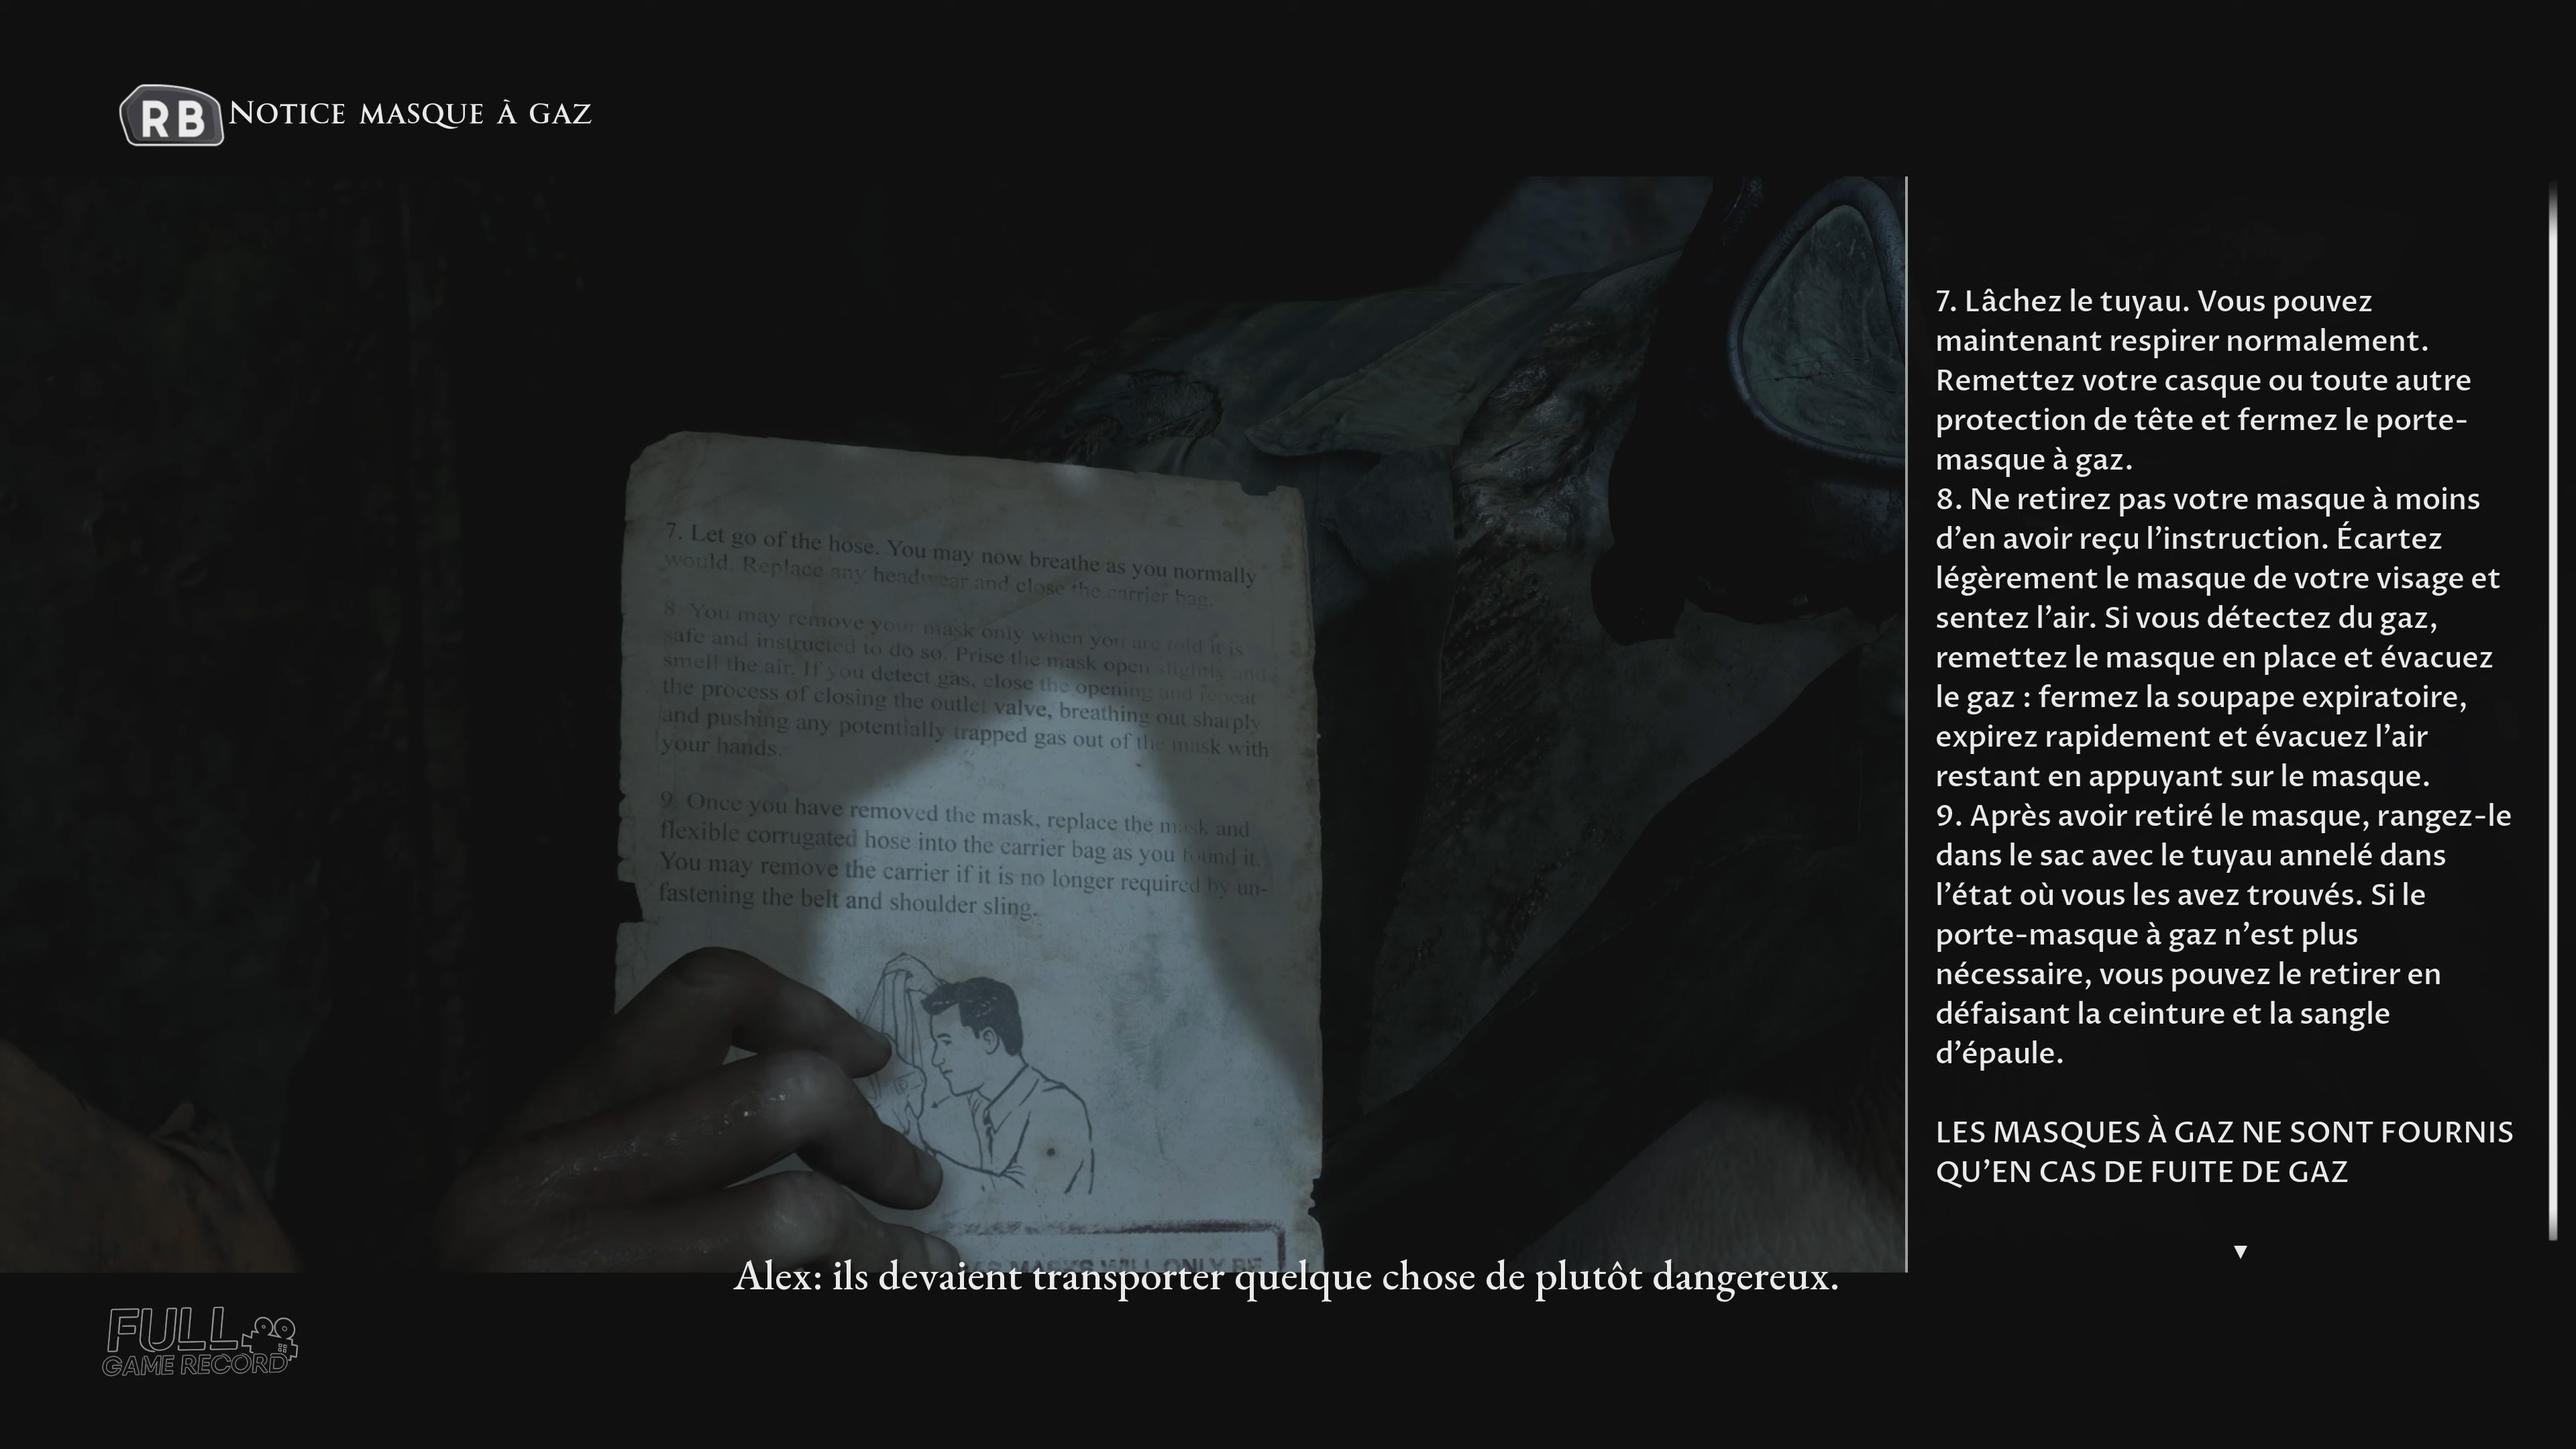 RB NOTICE MASQUE À GAZ
7. Let go of the hose. You may now breathe as you normally
would. Replace any headwear and close the carrier bag.
8. You may remove your mask only when you are told it is
safe and instructed to do so. Prise the mask open slightly and
smell the air. If you detect gas, close the opening and repeat
the process of closing the outlet valve, breathing out sharply
and pushing any potentially trapped gas out of the mask with
your hands.
9. Once you have removed the mask, replace the mask and
flexible corrugated hose into the carrier bag as you found it.
You may remove the carrier if it is no longer required by un-
fastening the belt and shoulder sling.
MASKS WILL ONLY BE
7. Lâchez le tuyau. Vous pouvez
maintenant respirer normalement.
Remettez votre casque ou toute autre
protection de tête et fermez le porte-
masque à gaz.
8. Ne retirez pas votre masque à moins
d'en avoir reçu l'instruction. Écartez
légèrement le masque de votre visage et
sentez l'air. Si vous détectez du gaz,
remettez le masque en place et évacuez
le gaz : fermez la soupape expiratoire,
expirez rapidement et évacuez l'air
restant en appuyant sur le masque.
9. Après avoir retiré le masque, rangez-le
dans le sac avec le tuyau annelé dans
l'état où vous les avez trouvés. Si le
porte-masque à gaz n'est plus
nécessaire, vous pouvez le retirer en
défaisant la ceinture et la sangle
d'épaule.
LES MASQUES À GAZ NE SONT FOURNIS
QU'EN CAS DE FUITE DE GAZ
Alex: ils devaient transporter quelque chose de plutôt dangereux.
FULL
GAME RECORD